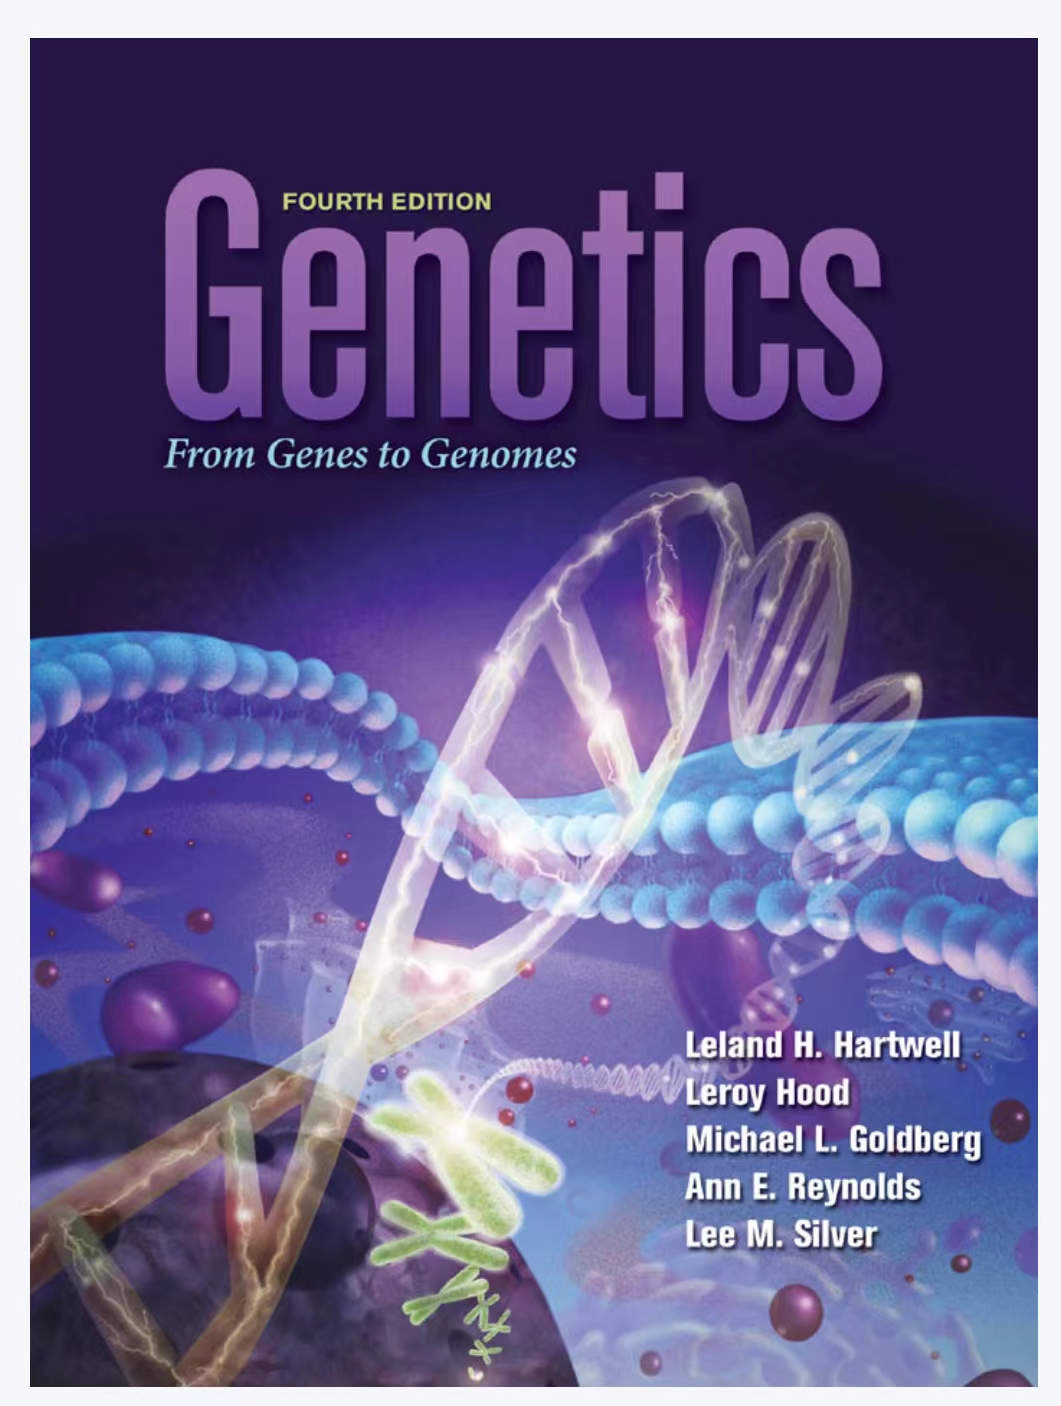 FOURTH EDITION
Genetics
From Genes to Genomes
Leland H. Hartwell
Leroy Hood
Michael L. Goldberg
Ann E. Reynolds
Lee M. Silver